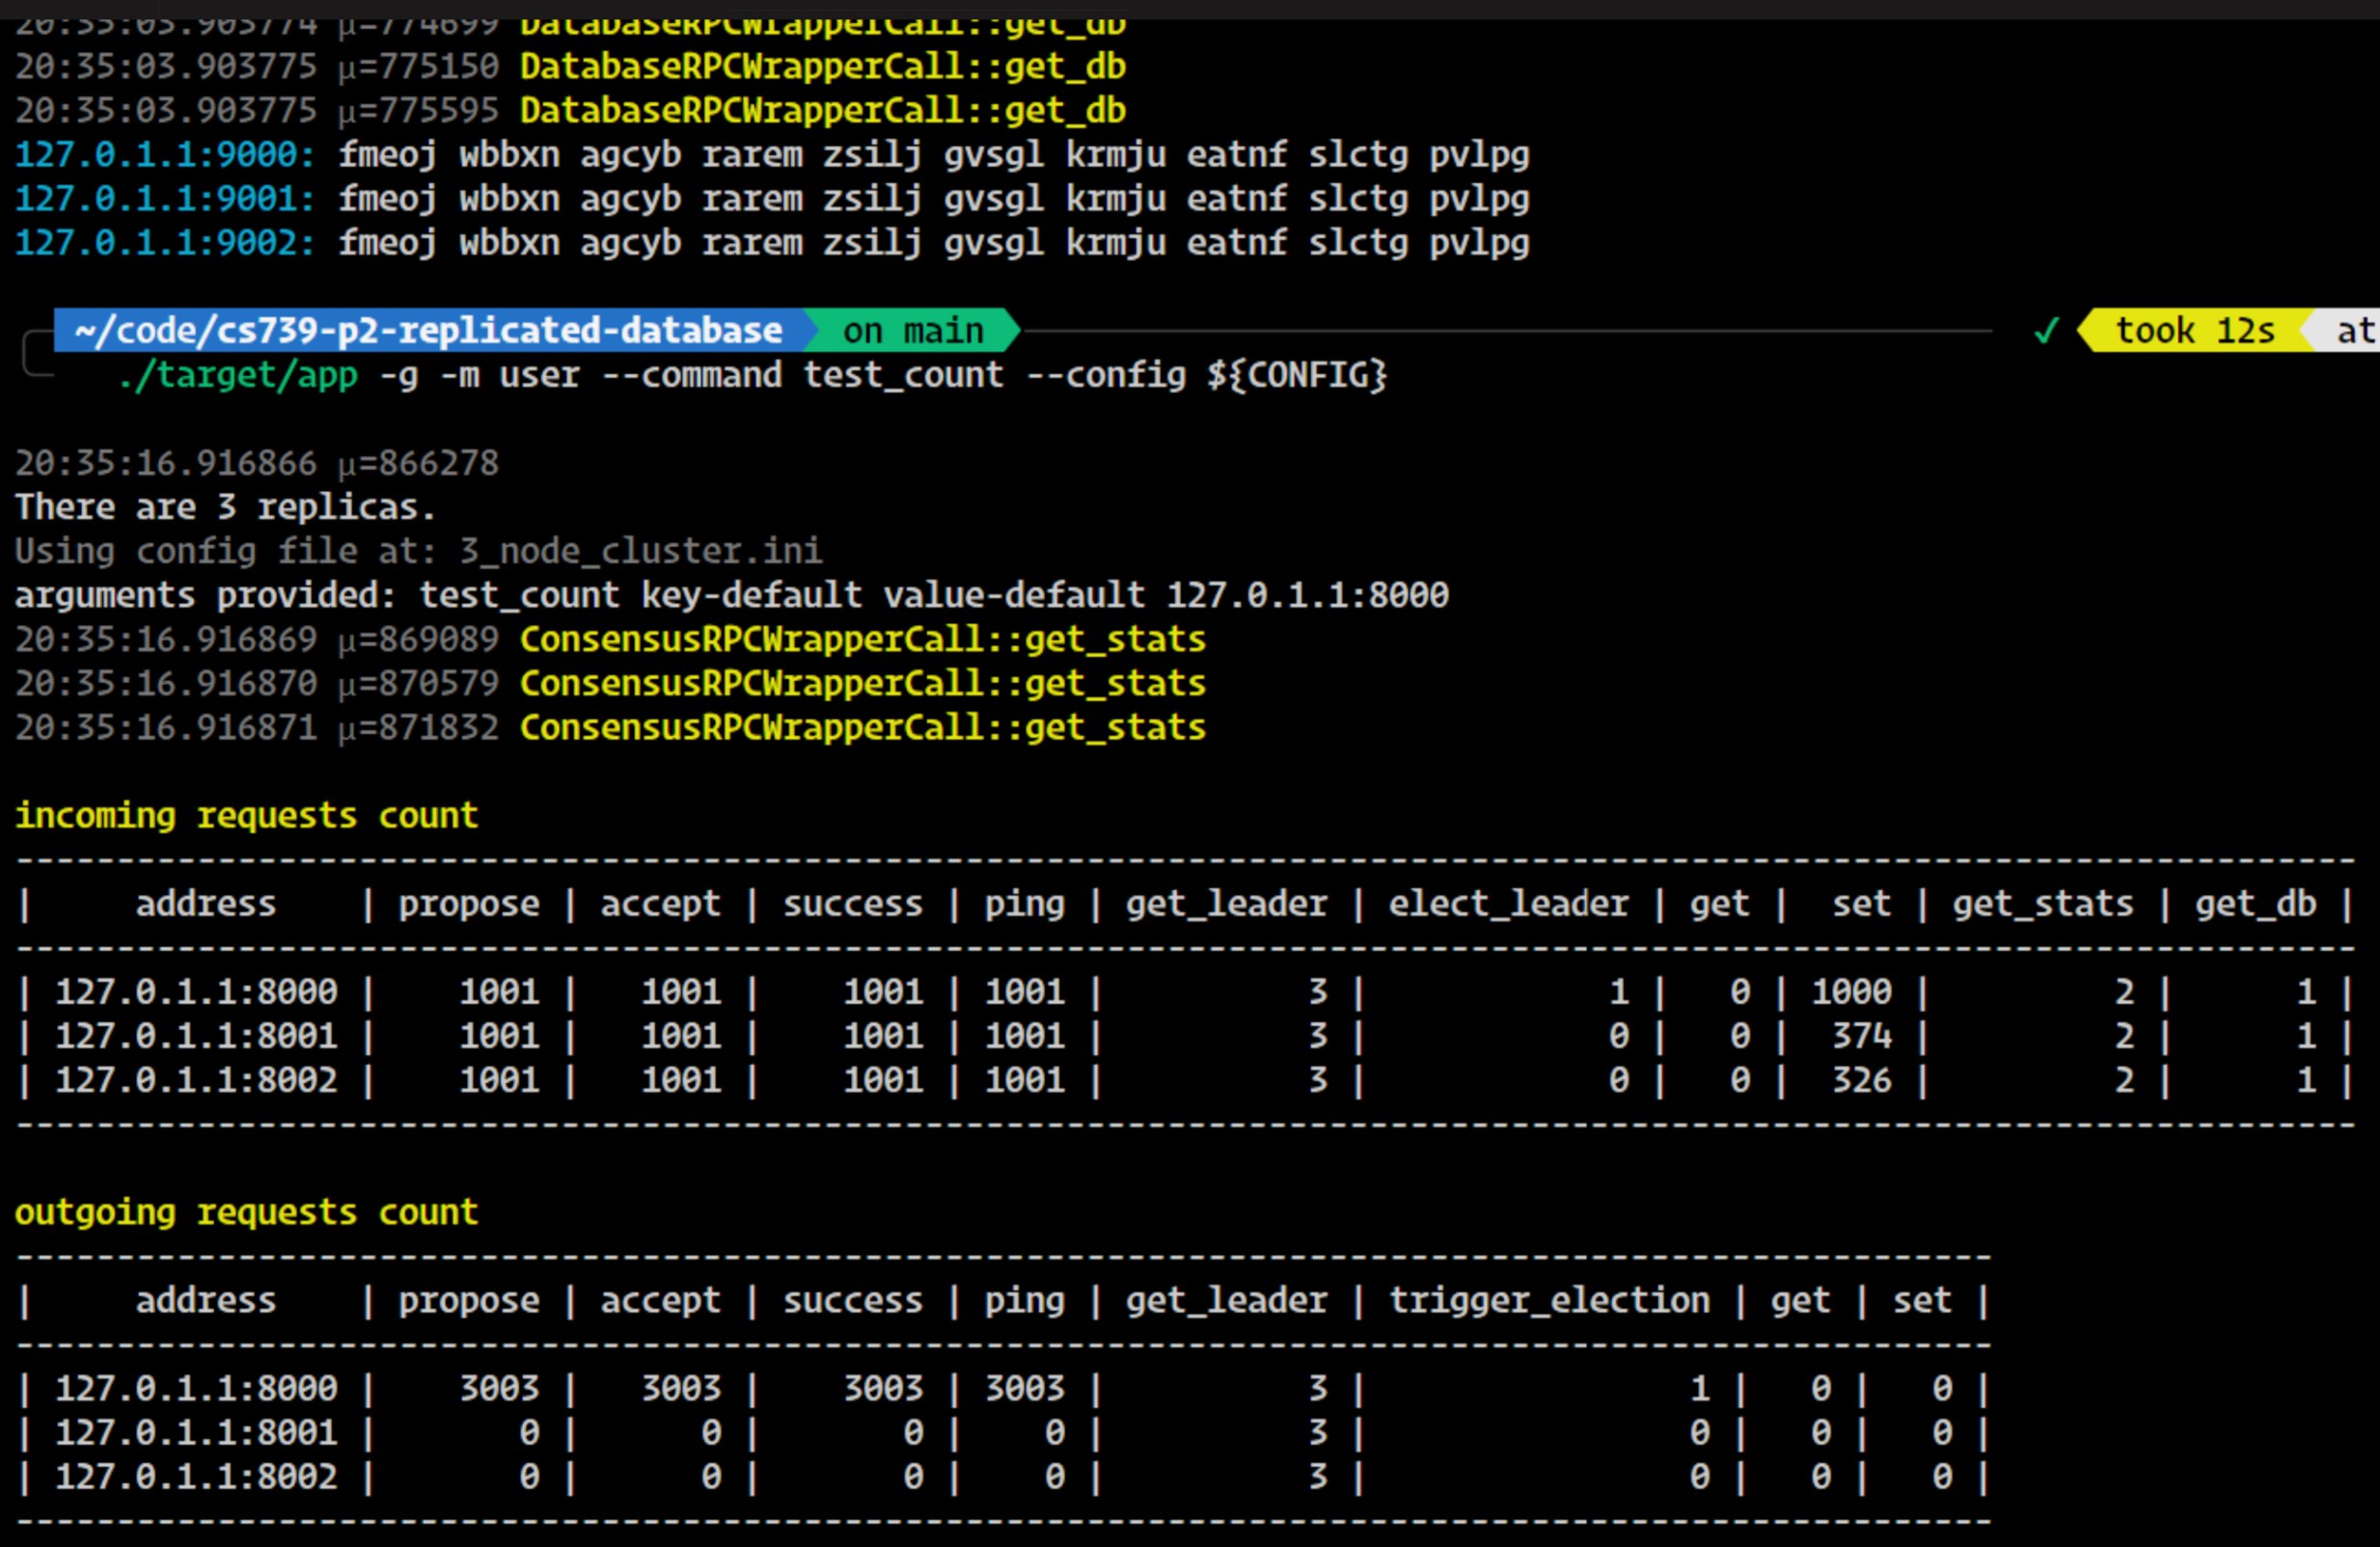 20:35:03.903774 μ=774699 DatabaseRPCWrapperCall::get_db
20:35:03.903775 μ=775150 DatabaseRPCWrapperCall::get_db
20:35:03.903775 μ=775595 DatabaseRPCWrapperCall::get_db
127.0.1.1:9000: fmeoj wbbxn agcyb rarem zsilj gvsgl krmju eatnf slctg pvlpg
127.0.1.1:9001: fmeoj wbbxn agcyb rarem zsilj gvsgl krmju eatnf slctg pvlpg
127.0.1.1:9002: fmeoj wbbxn agcyb rarem zsilj gvsgl krmju eatnf slctg pvlpg
~/code/cs739-p2-replicated-database on main ✓ took 12s at
./target/app -g -m user --command test_count --config ${CONFIG}
20:35:16.916866 μ=866278
There are 3 replicas.
Using config file at: 3_node_cluster.ini
arguments provided: test_count key-default value-default 127.0.1.1:8000
20:35:16.916869 μ=869089 ConsensusRPCWrapperCall::get_stats
20:35:16.916870 μ=870579 ConsensusRPCWrapperCall::get_stats
20:35:16.916871 μ=871832 ConsensusRPCWrapperCall::get_stats
incoming requests count
| address | propose | accept | success | ping | get_leader | elect_leader | get | set | get_stats | get_db |
| 127.0.1.1:8000 | 1001 | 1001 | 1001 | 1001 | 3 | 1 | 0 | 1000 | 2 | 1 |
| 127.0.1.1:8001 | 1001 | 1001 | 1001 | 1001 | 3 | 0 | 0 | 374 | 2 | 1 |
| 127.0.1.1:8002 | 1001 | 1001 | 1001 | 1001 | 3 | 0 | 0 | 326 | 2 | 1 |
outgoing requests count
| address | propose | accept | success | ping | get_leader | trigger_election | get | set |
| 127.0.1.1:8000 | 3003 | 3003 | 3003 | 3003 | 3 | 1 | 0 | 0 |
| 127.0.1.1:8001 | 0 | 0 | 0 | 0 | 3 | 0 | 0 | 0 |
| 127.0.1.1:8002 | 0 | 0 | 0 | 0 | 3 | 0 | 0 | 0 |